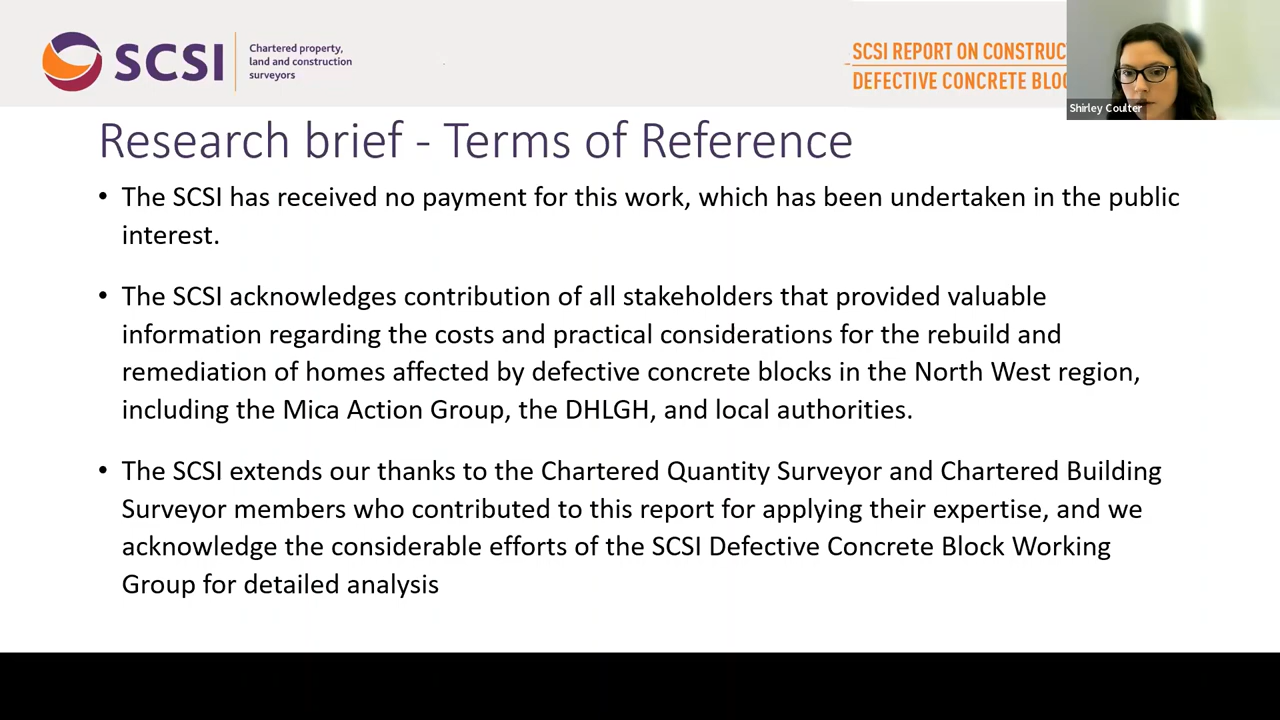 SCSI
Chartered property,
land and construction
surveyors
SCSI REPORT ON CONSTRUC
DEFECTIVE CONCRETE BLOC
Shirley Coulter
Research brief - Terms of Reference
• The SCSI has received no payment for this work, which has been undertaken in the public
interest.
• The SCSI acknowledges contribution of all stakeholders that provided valuable
information regarding the costs and practical considerations for the rebuild and
remediation of homes affected by defective concrete blocks in the North West region,
including the Mica Action Group, the DHLGH, and local authorities.
• The SCSI extends our thanks to the Chartered Quantity Surveyor and Chartered Building
Surveyor members who contributed to this report for applying their expertise, and we
acknowledge the considerable efforts of the SCSI Defective Concrete Block Working
Group for detailed analysis